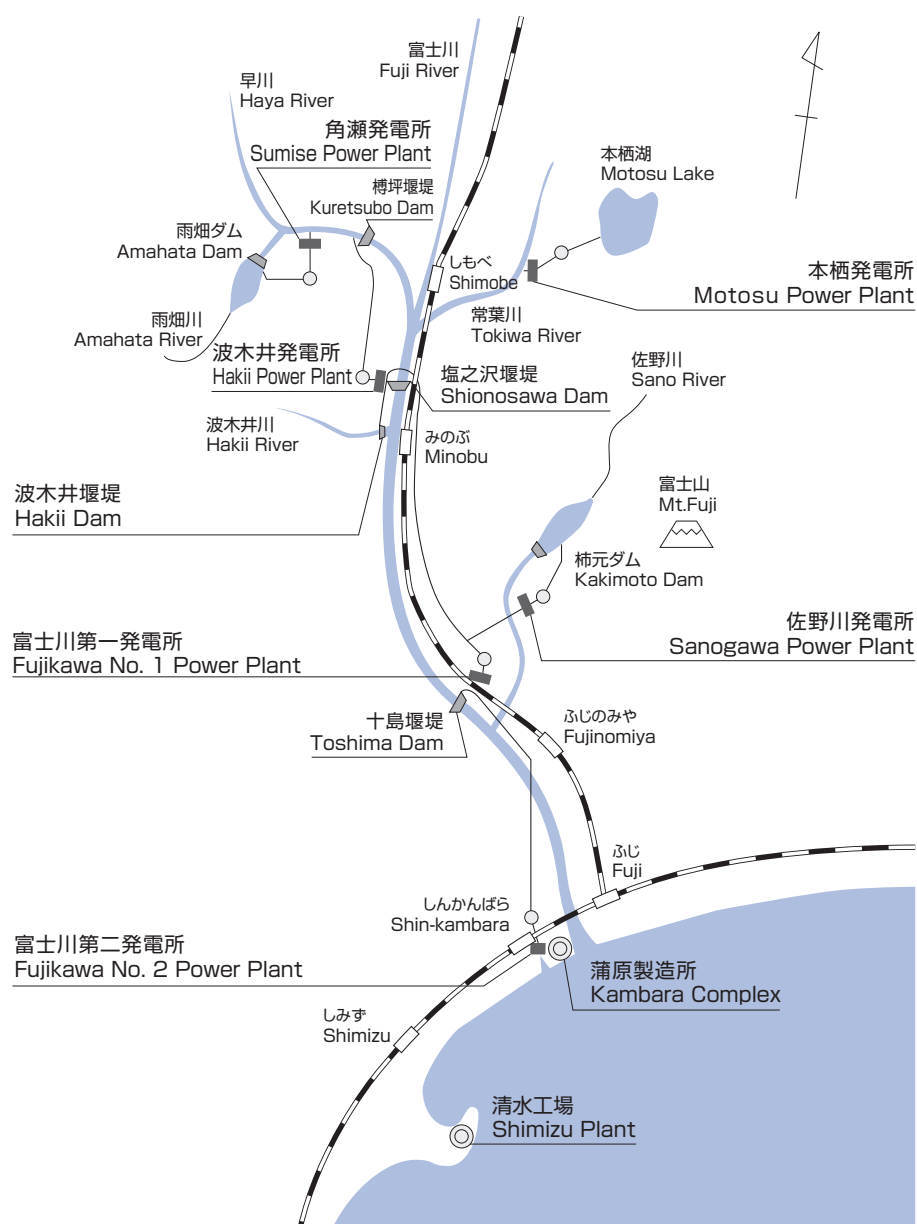 富士川
Fuji River
早川
Haya River
角瀬発電所
Sumise Power Plant
榑坪堰堤
Kuretsubo Dam
本栖湖
Motosu Lake
雨畑ダム
Amahata Dam
しもべ
Shimobe
本栖発電所
Motosu Power Plant
雨畑川
Amahata River
常葉川
Tokiwa River
波木井発電所
Hakii Power Plant
塩之沢堰堤
Shionosawa Dam
佐野川
Sano River
波木井川
Hakii River
みのぶ
Minobu
波木井堰堤
Hakii Dam
富士山
Mt.Fuji
柿元ダム
Kakimoto Dam
富士川第一発電所
Fujikawa No. 1 Power Plant
佐野川発電所
Sanogawa Power Plant
十島堰堤
Toshima Dam
ふじのみや
Fujinomiya
ふじ
Fuji
しんかんばら
Shin-kambara
富士川第二発電所
Fujikawa No. 2 Power Plant
蒲原製造所
Kambara Complex
しみず
Shimizu
清水工場
Shimizu Plant